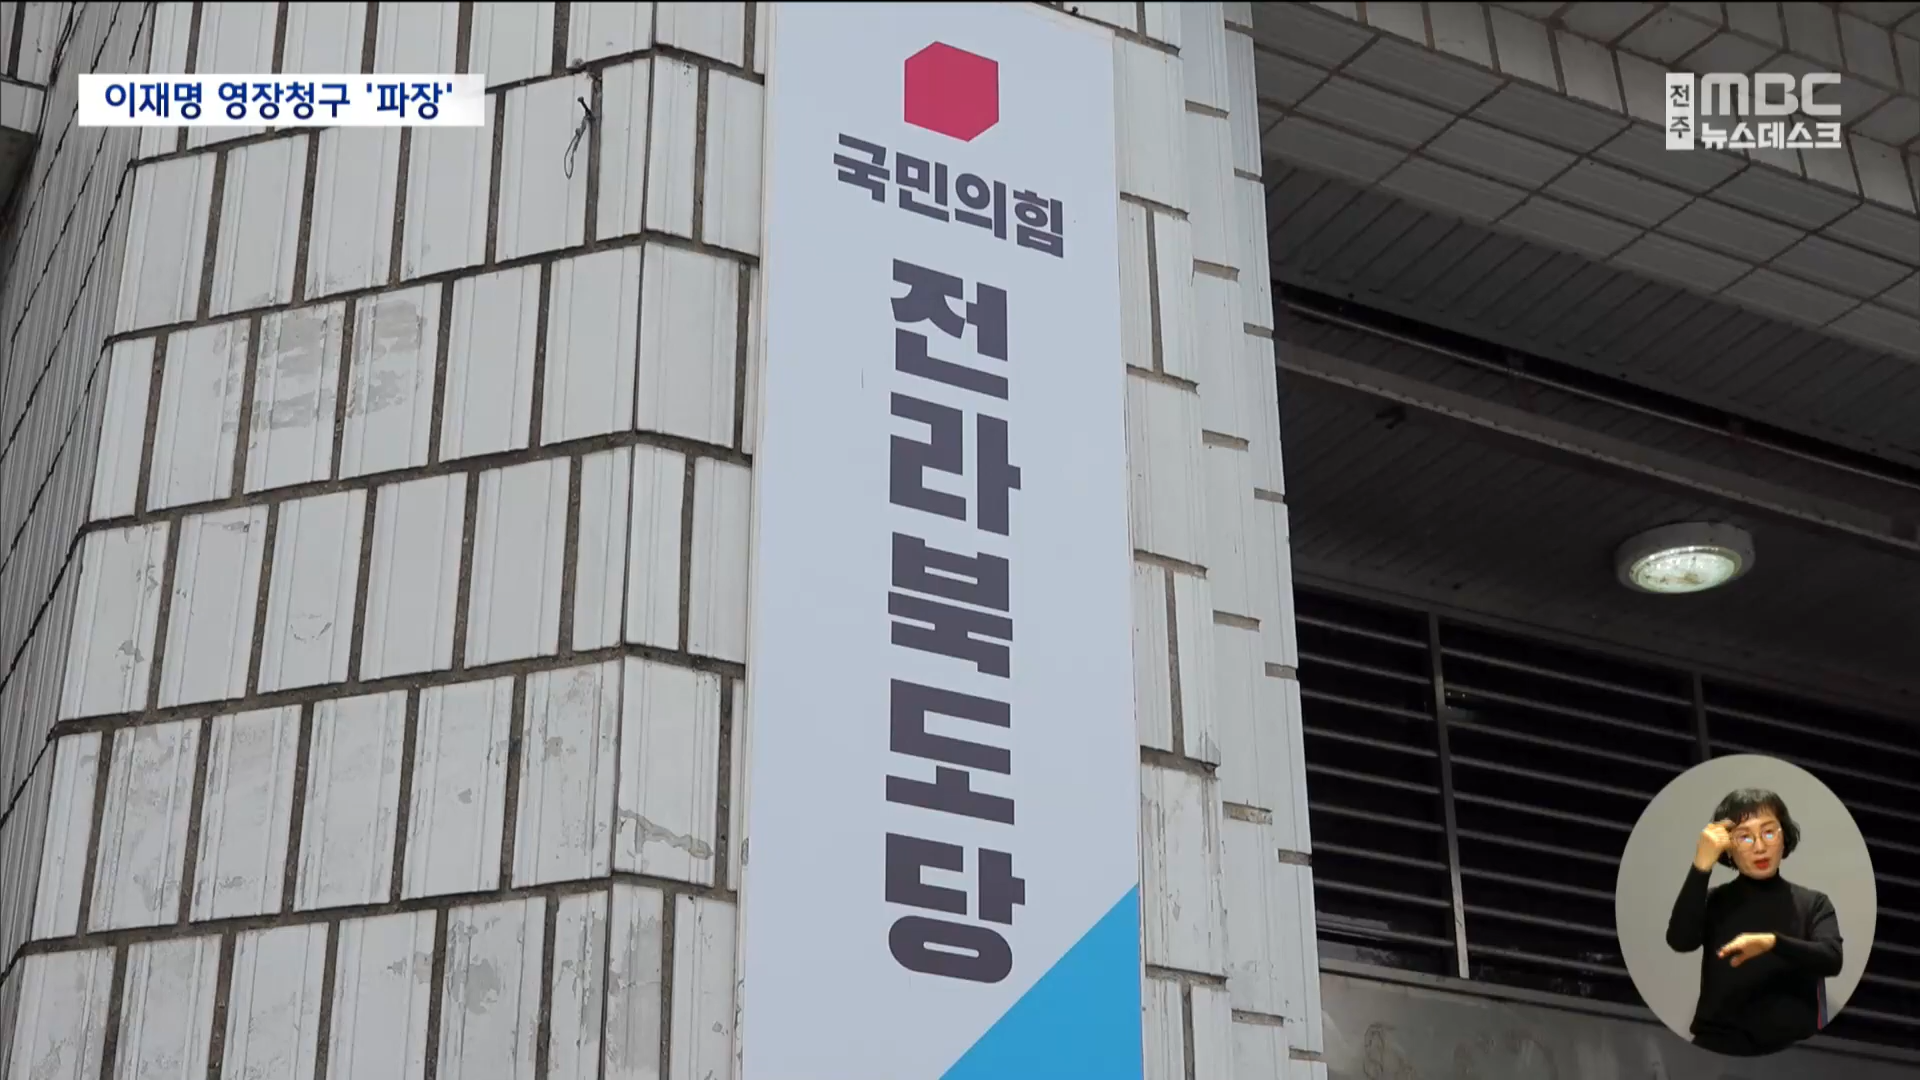 이재명 영장청구 '파장'
전주
MBC
뉴스데스크
국민의힘
전라북도당